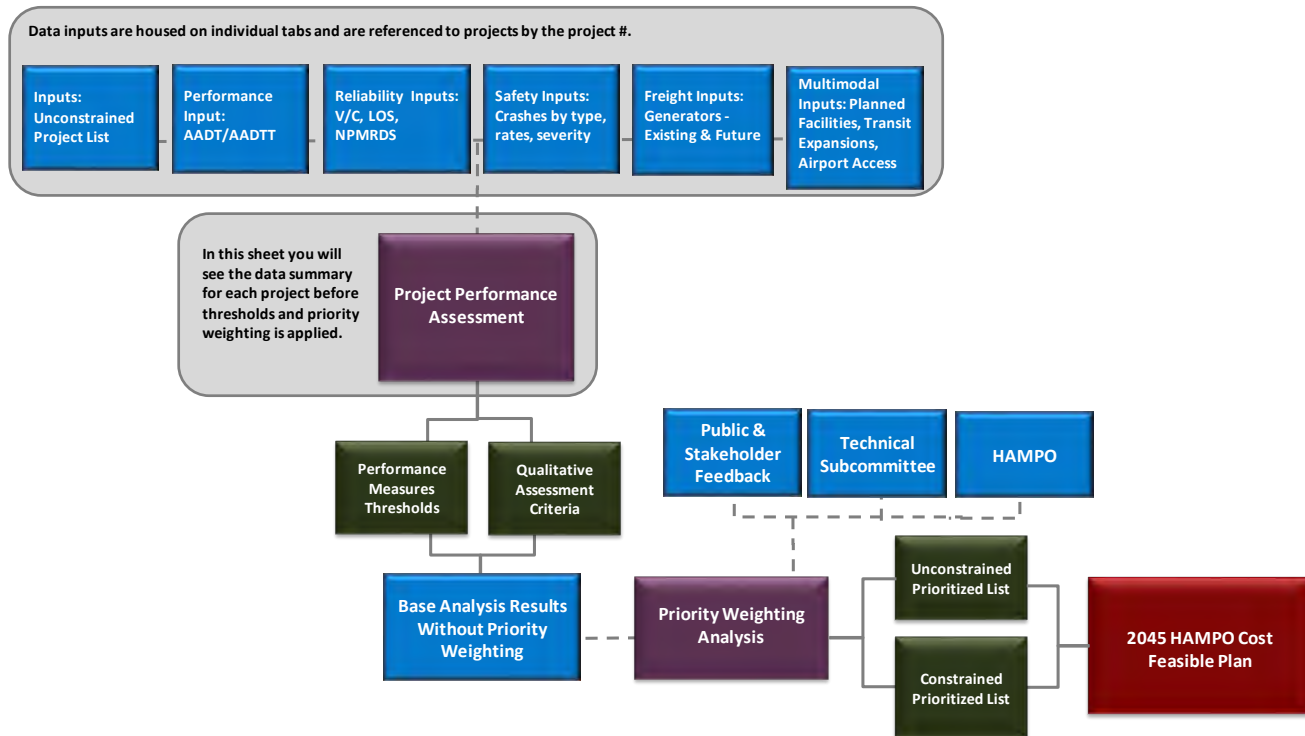 Data inputs are housed on individual tabs and are referenced to projects by the project #.
Inputs:
Unconstrained
Project List
Performance
Input:
AADT/AADTT
Reliability Inputs:
V/C, LOS,
NPMRDS
Safety Inputs:
Crashes by type,
rates, severity
Freight Inputs:
Generators -
Existing & Future
Multimodal
Inputs: Planned
Facilities, Transit
Expansions,
Airport Access
In this sheet you will
see the data summary
for each project before
thresholds and priority
weighting is applied.
Project Performance
Assessment
Performance
Measures
Thresholds
Qualitative
Assessment
Criteria
Public &
Stakeholder
Feedback
Technical
Subcommittee
HAMPO
Base Analysis Results
Without Priority
Weighting
Priority Weighting
Analysis
Unconstrained
Prioritized List
Constrained
Prioritized List
2045 HAMPO Cost
Feasible Plan